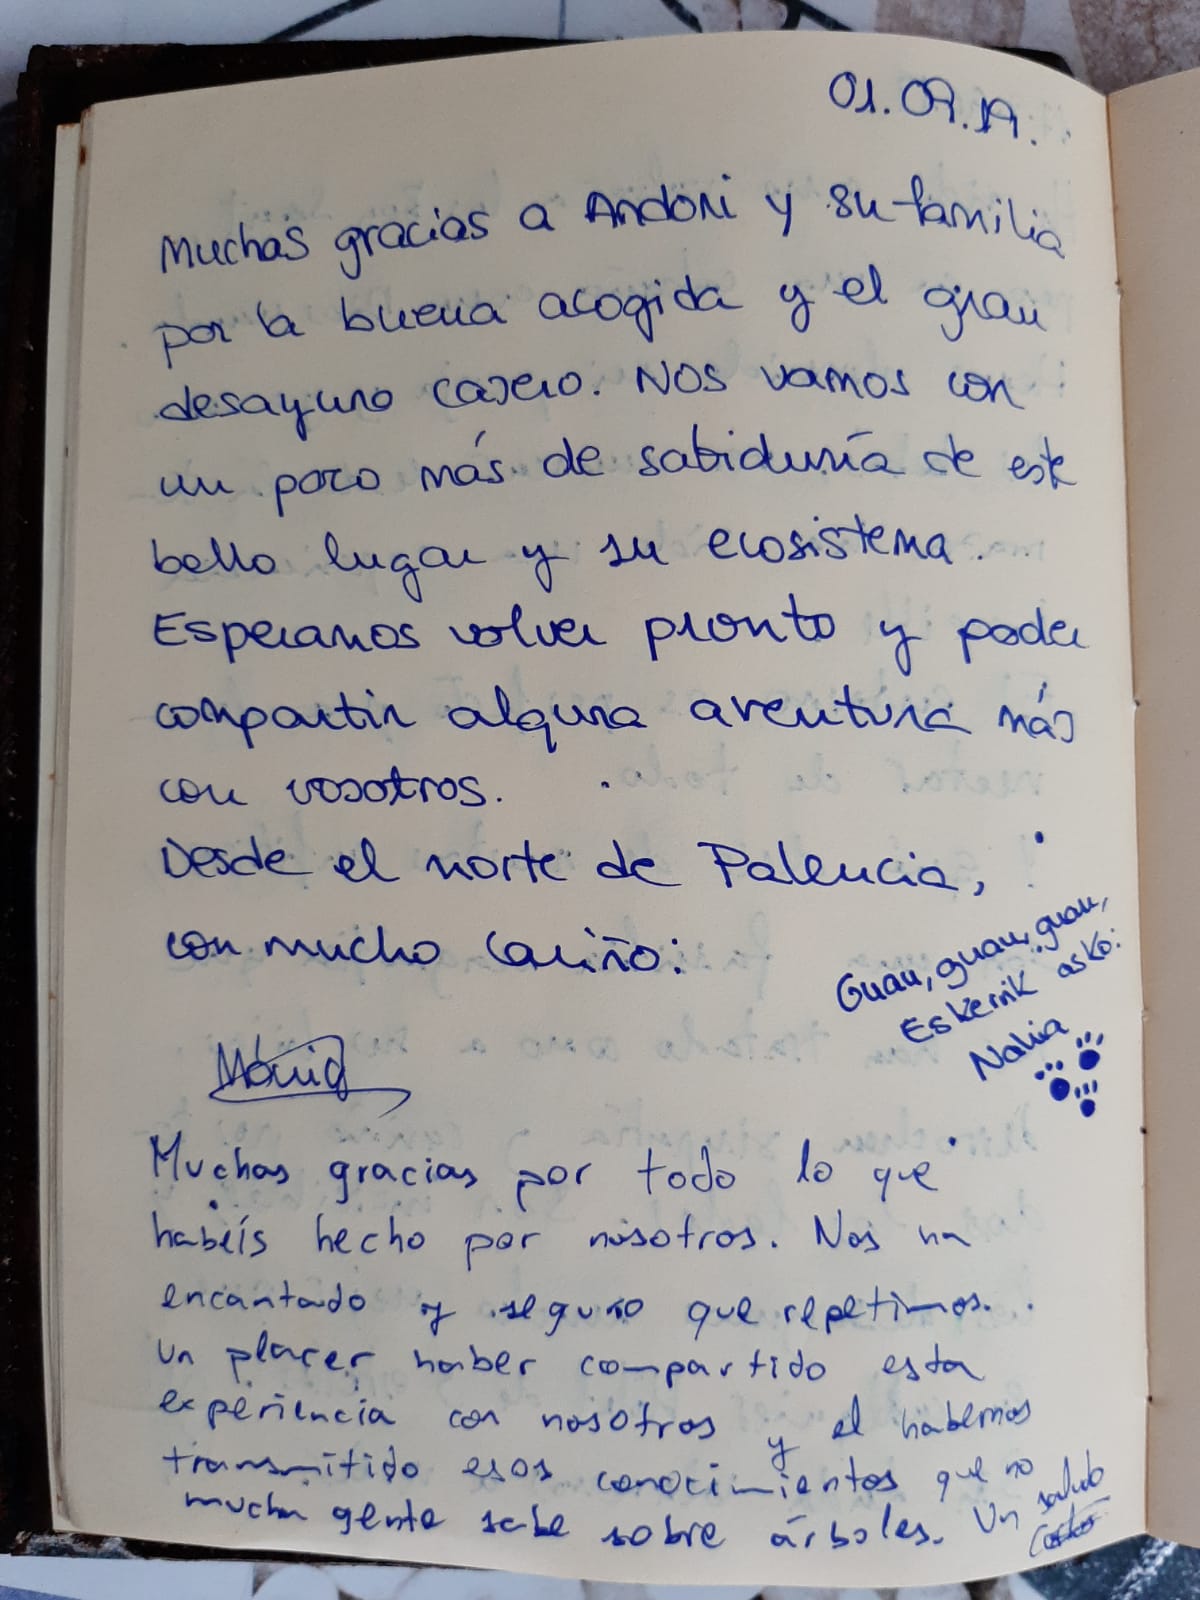 01.09.19.
Muchas gracias a Andoni y su familia
por la buena acogida y el gran
desayuno casero. Nos vamos con
un poco más de sabiduría de este
bello lugar y su ecosistema.
Esperamos volver pronto y poder
compartir alguna aventura más
con vosotros.
Desde el norte de Palencia,
con mucho cariño:
Guau, guau, guau,
Eskerrik asko:
Nahia
Mónica
Muchas gracias por todo lo que
habéis hecho por nosotros. Nos ha
encantado y seguro que repetimos.
Un placer haber compartido esta
experiencia con nosotros y el habernos
transmitido esos conocimientos que no
mucha gente sabe sobre árboles. Un saludo